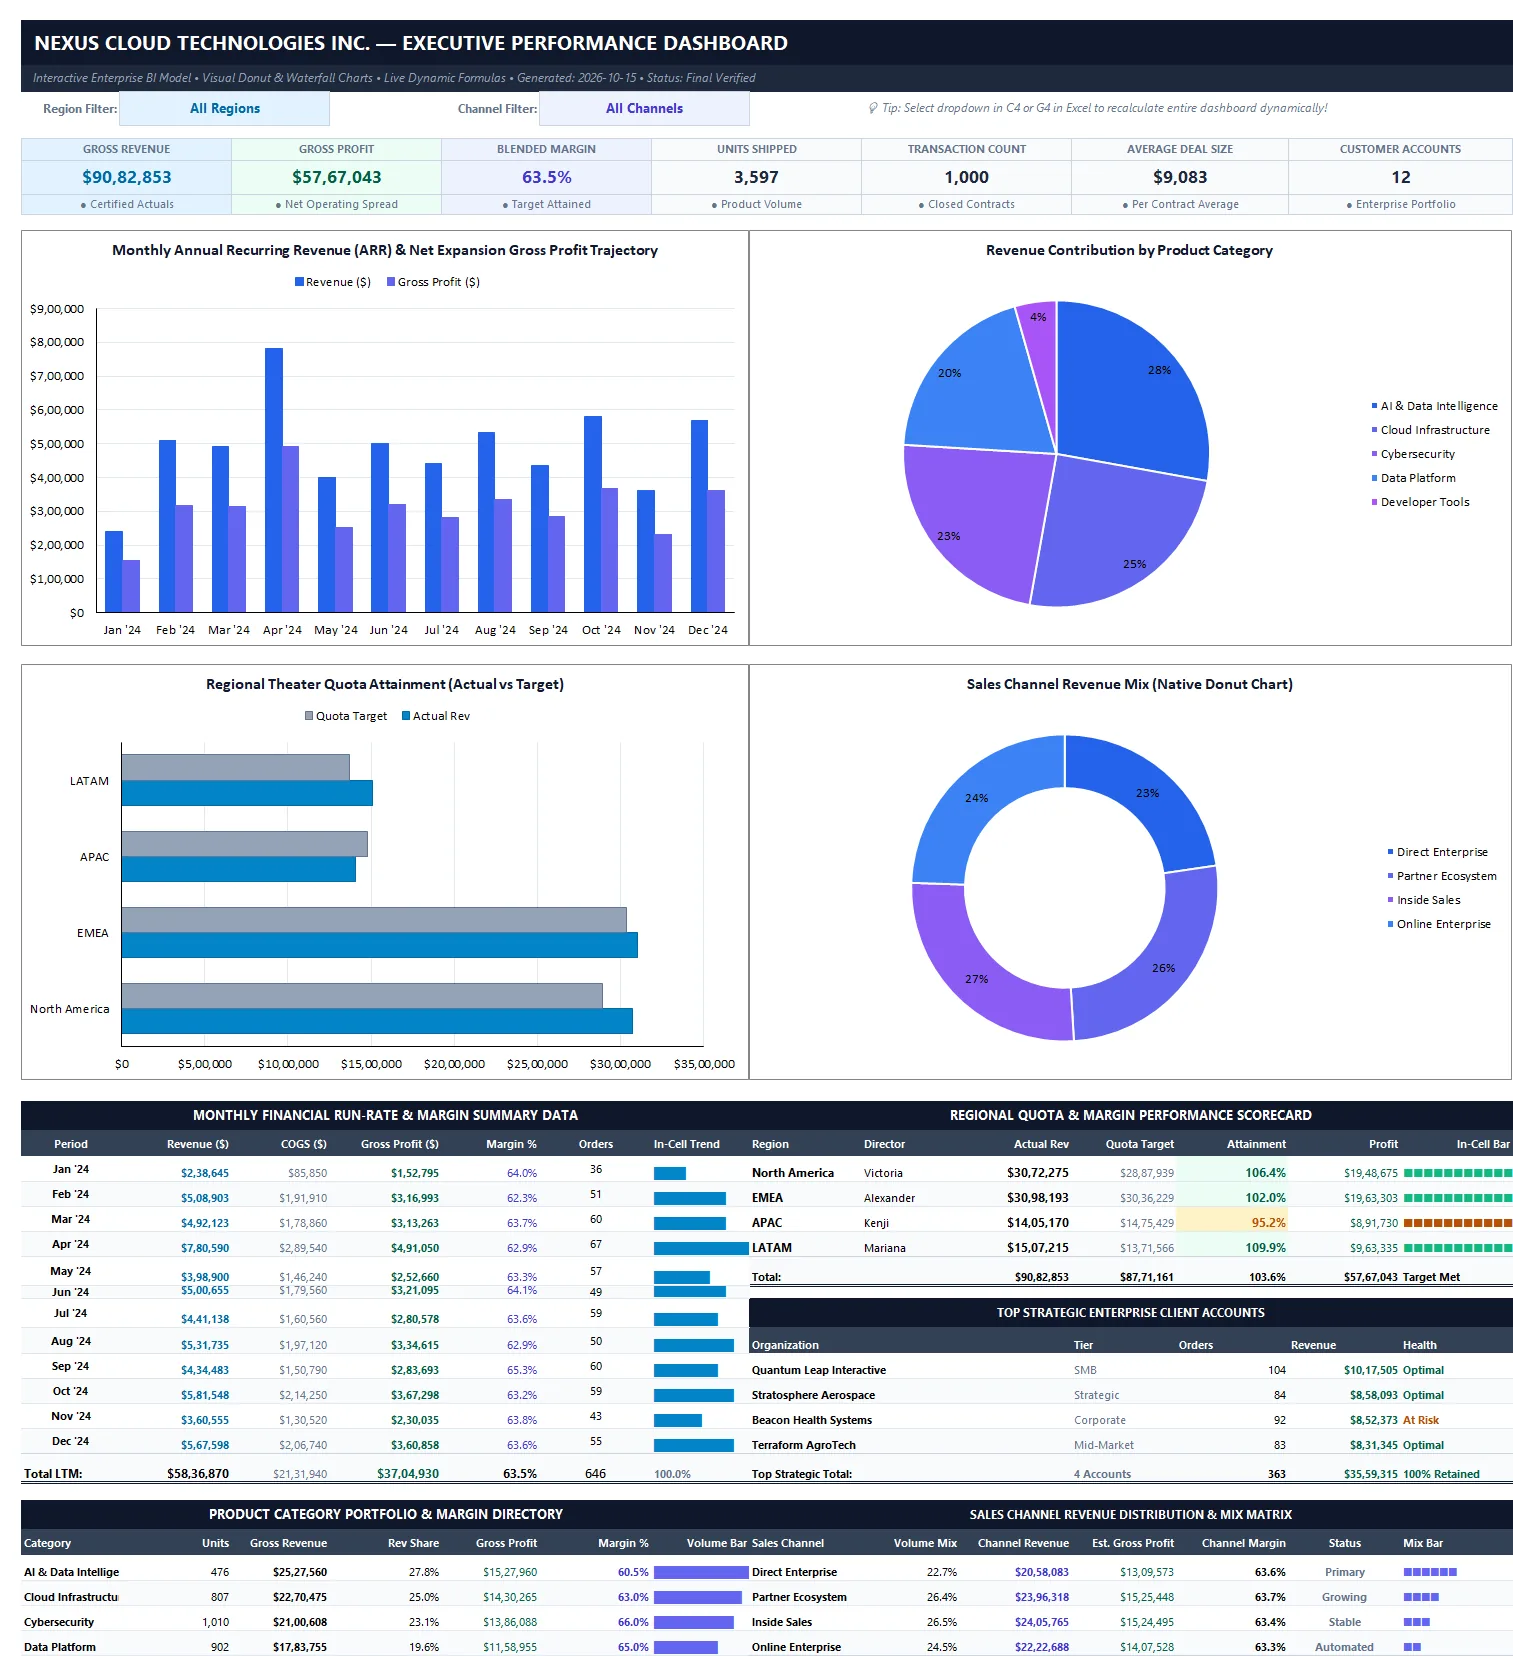 NEXUS CLOUD TECHNOLOGIES INC. — EXECUTIVE PERFORMANCE DASHBOARD
Interactive Enterprise BI Model • Visual Donut & Waterfall Charts • Live Dynamic Formulas • Generated: 2026-10-15 • Status: Final Verified
Region Filter: All Regions Channel Filter: All Channels Tip: Select dropdown in C4 or G4 in Excel to recalculate entire dashboard dynamically!
GROSS REVENUE GROSS PROFIT BLENDED MARGIN UNITS SHIPPED TRANSACTION COUNT AVERAGE DEAL SIZE CUSTOMER ACCOUNTS
$90,82,853 $57,67,043 63.5% 3,597 1,000 $9,083 12
● Certified Actuals ● Net Operating Spread ● Target Attained ● Product Volume ● Closed Contracts ● Per Contract Average ● Enterprise Portfolio
Monthly Annual Recurring Revenue (ARR) & Net Expansion Gross Profit Trajectory
Revenue ($) Gross Profit ($)
$9,00,000
$8,00,000
$7,00,000
$6,00,000
$5,00,000
$4,00,000
$3,00,000
$2,00,000
$1,00,000
$0
Jan '24 Feb '24 Mar '24 Apr '24 May '24 Jun '24 Jul '24 Aug '24 Sep '24 Oct '24 Nov '24 Dec '24
Revenue Contribution by Product Category
4%
28%
20%
23%
25%
AI & Data Intelligence
Cloud Infrastructure
Cybersecurity
Data Platform
Developer Tools
Regional Theater Quota Attainment (Actual vs Target)
Quota Target Actual Rev
LATAM
APAC
EMEA
North America
$0 $5,00,000 $10,00,000 $15,00,000 $20,00,000 $25,00,000 $30,00,000 $35,00,000
Sales Channel Revenue Mix (Native Donut Chart)
24%
23%
27%
26%
Direct Enterprise
Partner Ecosystem
Inside Sales
Online Enterprise
MONTHLY FINANCIAL RUN-RATE & MARGIN SUMMARY DATA
Period Revenue ($) COGS ($) Gross Profit ($) Margin % Orders In-Cell Trend
Jan '24 $2,38,645 $85,850 $1,52,795 64.0% 36
Feb '24 $5,08,903 $1,91,910 $3,16,993 62.3% 51
Mar '24 $4,92,123 $1,78,860 $3,13,263 63.7% 60
Apr '24 $7,80,590 $2,89,540 $4,91,050 62.9% 67
May '24 $3,98,900 $1,46,240 $2,52,660 63.3% 57
Jun '24 $5,00,655 $1,79,560 $3,21,095 64.1% 49
Jul '24 $4,41,138 $1,60,560 $2,80,578 63.6% 59
Aug '24 $5,31,735 $1,97,120 $3,34,615 62.9% 50
Sep '24 $4,34,483 $1,50,790 $2,83,693 65.3% 60
Oct '24 $5,81,548 $2,14,250 $3,67,298 63.2% 59
Nov '24 $3,60,555 $1,30,520 $2,30,035 63.8% 43
Dec '24 $5,67,598 $2,06,740 $3,60,858 63.6% 55
Total LTM: $58,36,870 $21,31,940 $37,04,930 63.5% 646 100.0%
REGIONAL QUOTA & MARGIN PERFORMANCE SCORECARD
Region Director Actual Rev Quota Target Attainment Profit In-Cell Bar
North America Victoria $30,72,275 $28,87,939 106.4% $19,48,675
EMEA Alexander $30,98,193 $30,36,229 102.0% $19,63,303
APAC Kenji $14,05,170 $14,75,429 95.2% $8,91,730
LATAM Mariana $15,07,215 $13,71,566 109.9% $9,63,335
Total: $90,82,853 $87,71,161 103.6% $57,67,043 Target Met
TOP STRATEGIC ENTERPRISE CLIENT ACCOUNTS
Organization Tier Orders Revenue Health
Quantum Leap Interactive SMB 104 $10,17,505 Optimal
Stratosphere Aerospace Strategic 84 $8,58,093 Optimal
Beacon Health Systems Corporate 92 $8,52,373 At Risk
Terraform AgroTech Mid-Market 83 $8,31,345 Optimal
Top Strategic Total: 4 Accounts 363 $35,59,315 100% Retained
PRODUCT CATEGORY PORTFOLIO & MARGIN DIRECTORY
Category Units Gross Revenue Rev Share Gross Profit Margin % Volume Bar
AI & Data Intellige 476 $25,27,560 27.8% $15,27,960 60.5%
Cloud Infrastructu 807 $22,70,475 25.0% $14,30,265 63.0%
Cybersecurity 1,010 $21,00,608 23.1% $13,86,088 66.0%
Data Platform 902 $17,83,755 19.6% $11,58,955 65.0%
SALES CHANNEL REVENUE DISTRIBUTION & MIX MATRIX
Sales Channel Volume Mix Channel Revenue Est. Gross Profit Channel Margin Status Mix Bar
Direct Enterprise 22.7% $20,58,083 $13,09,573 63.6% Primary
Partner Ecosystem 26.4% $23,96,318 $15,25,448 63.7% Growing
Inside Sales 26.5% $24,05,765 $15,24,495 63.4% Stable
Online Enterprise 24.5% $22,22,688 $14,07,528 63.3% Automated